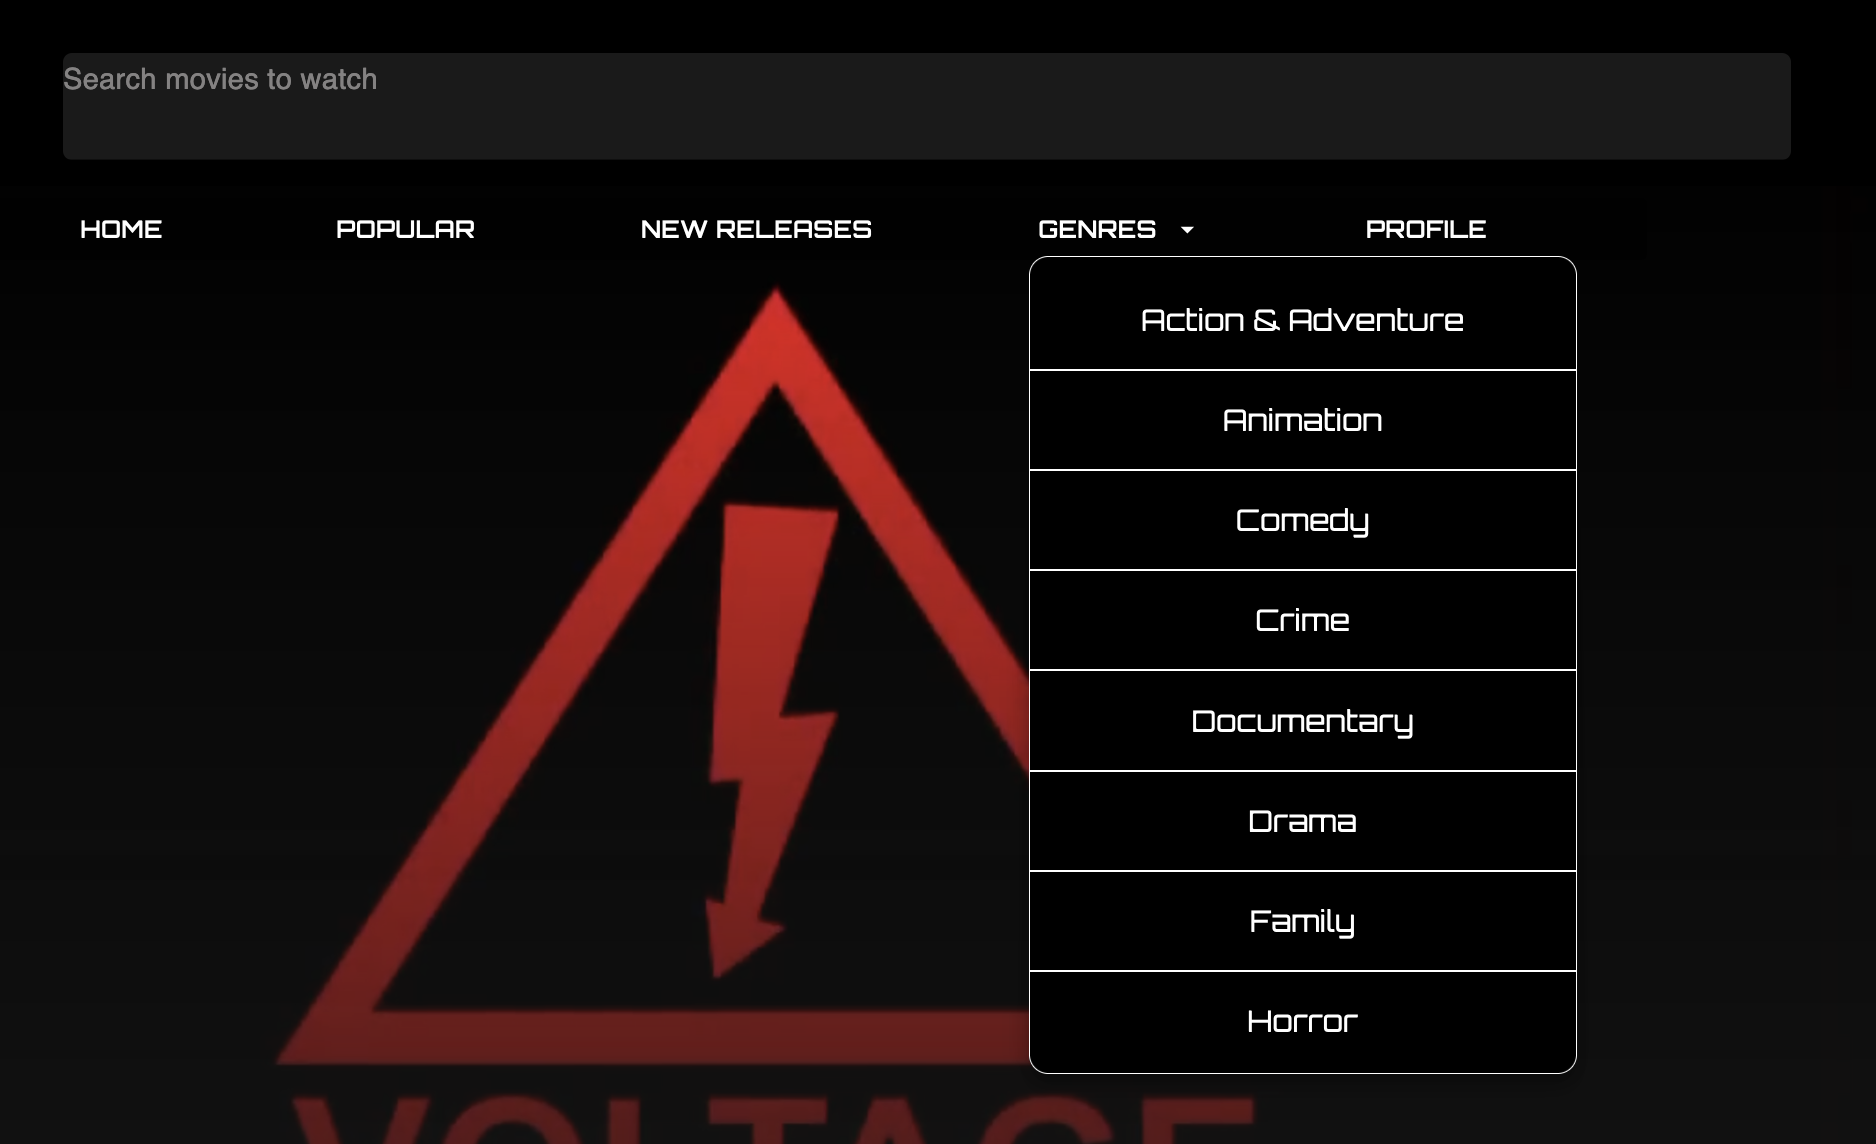 Search movies to watch
HOME POPULAR NEW RELEASES GENRES PROFILE
Action & Adventure
Animation
Comedy
Crime
Documentary
Drama
Family
Horror
VOLTAGE